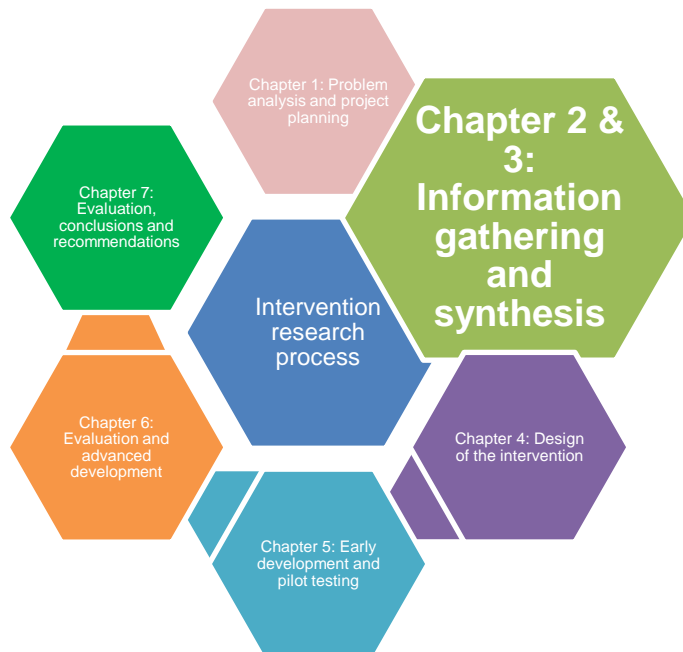 Chapter 1: Problem
analysis and project
planning
Chapter 2 &
3:
Information
gathering
and
synthesis
Chapter 7:
Evaluation,
conclusions and
recommendations
Intervention
research
process
Chapter 6:
Evaluation and
advanced
development
Chapter 4: Design
of the intervention
Chapter 5: Early
development and
pilot testing